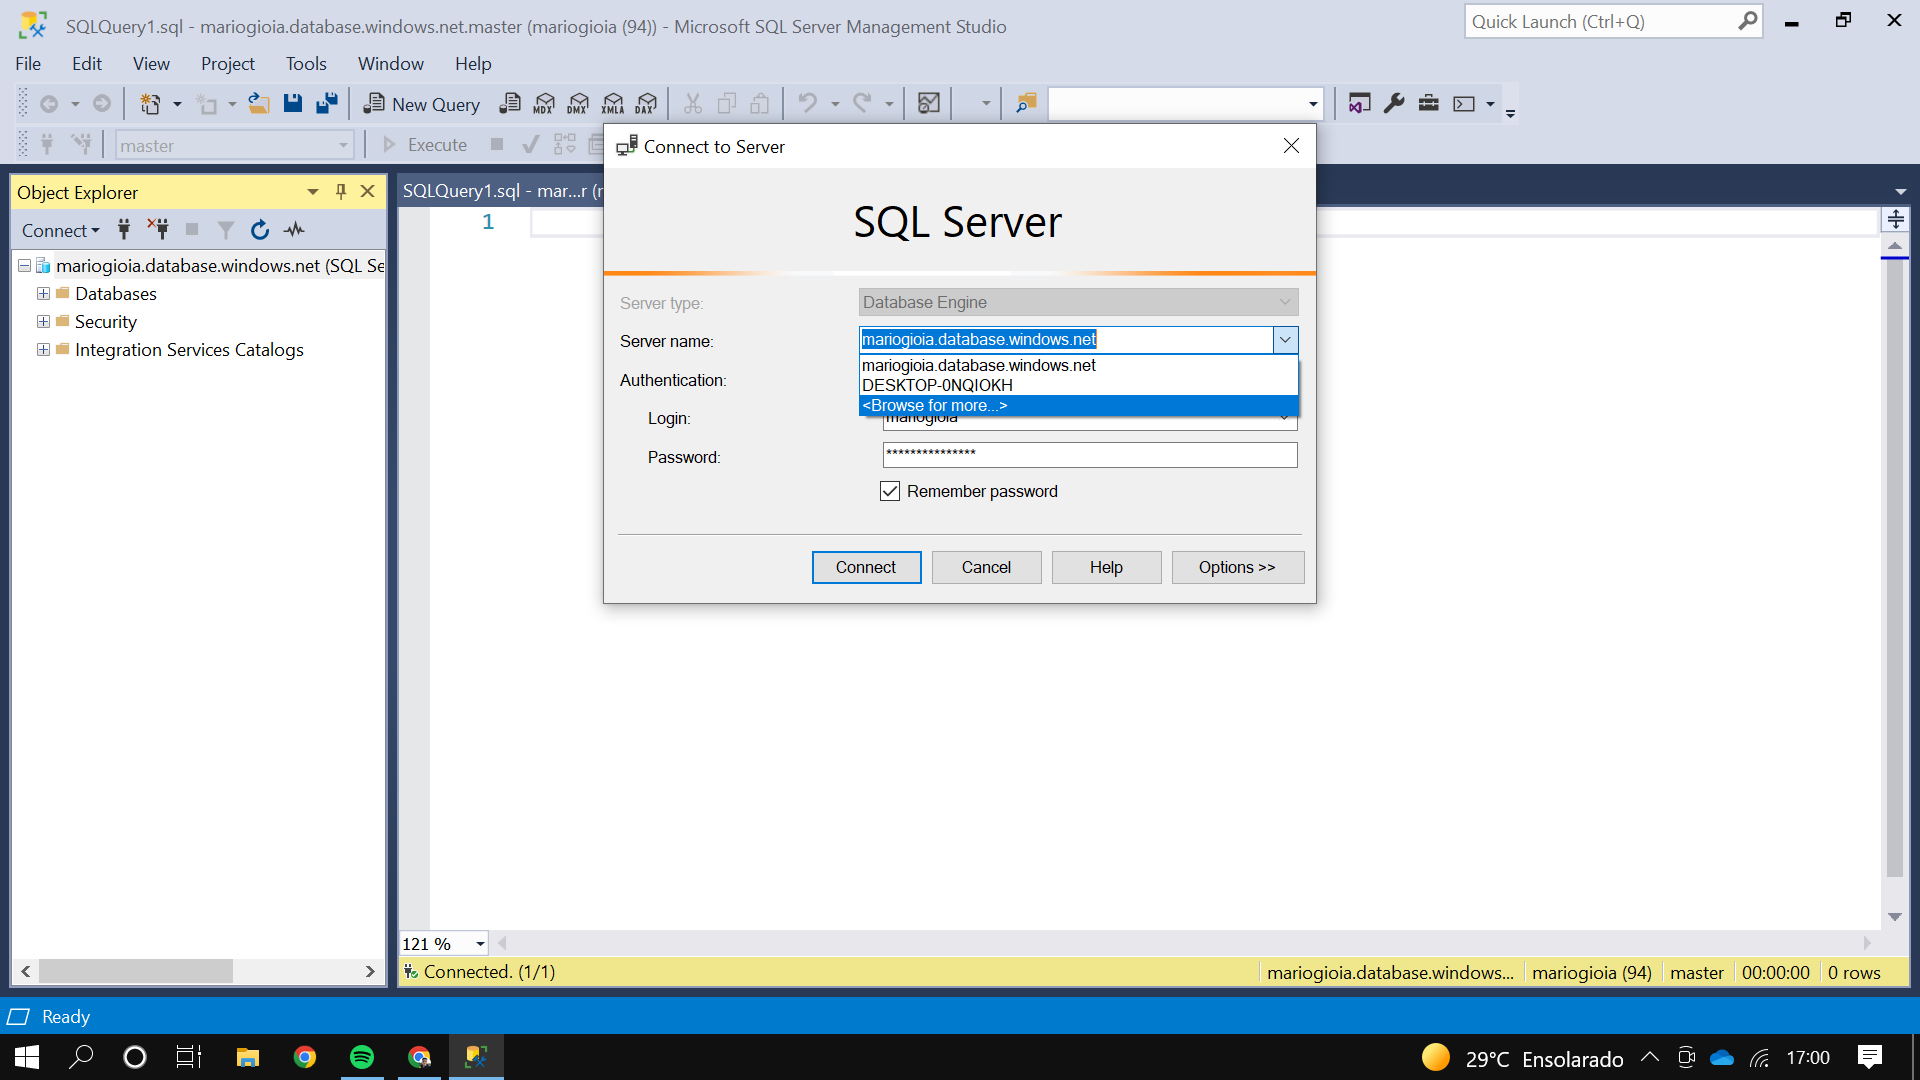 SQLQuery1.sql - mariogioia.database.windows.net.master (mariogioia (94)) - Microsoft SQL Server Management Studio
Quick Launch (Ctrl+Q)
File Edit View Project Tools Window Help
New Query MDX DMX XMLA DAX
master Execute
Connect to Server
Object Explorer
SQLQuery1.sql - mar...r (r
Connect
1
SQL Server
mariogioia.database.windows.net (SQL Se
Databases
Security
Integration Services Catalogs
Server type: Database Engine
Server name: mariogioia.database.windows.net
mariogioia.database.windows.net
Authentication:
DESKTOP-0NQIOKH
<Browse for more...>
Login: mariogioia
Password: ***************
Remember password
Connect Cancel Help Options >>
121 %
Connected. (1/1)
mariogioia.database.windows... mariogioia (94) master 00:00:00 0 rows
Ready
29°C Ensolarado 17:00